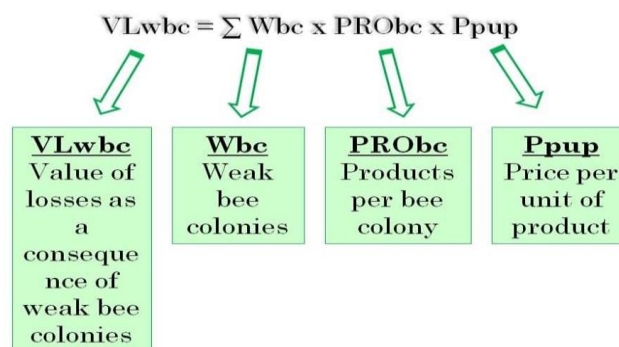 VLwbc = ∑ Wbc x PRObc x Ppup
VLwbc
Value of
losses as
a
conseque
nce of
weak bee
colonies
Wbc
Weak
bee
colonies
PRObc
Products
per bee
colony
Ppup
Price per
unit of
product